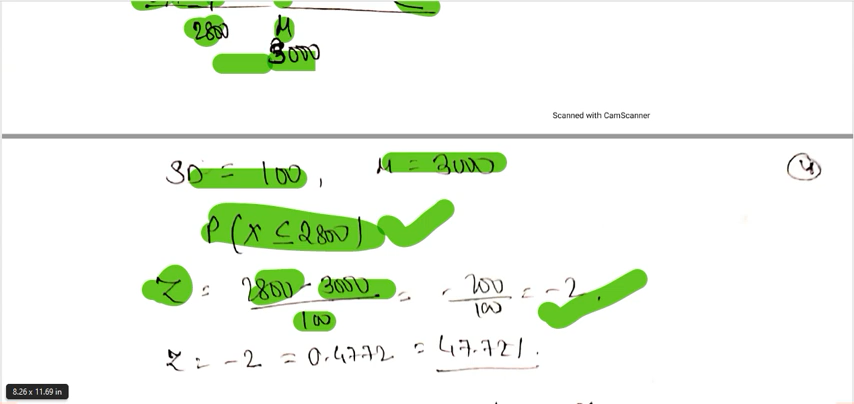 2800 μ
3000
Scanned with CamScanner
SD = 100, μ = 3000
4
P(X ≤ 2800)
Z = 2800 - 3000 / 100 = -200 / 100 = -2.
Z = -2 = 0.4772 = 47.72%.
8.26 x 11.69 in